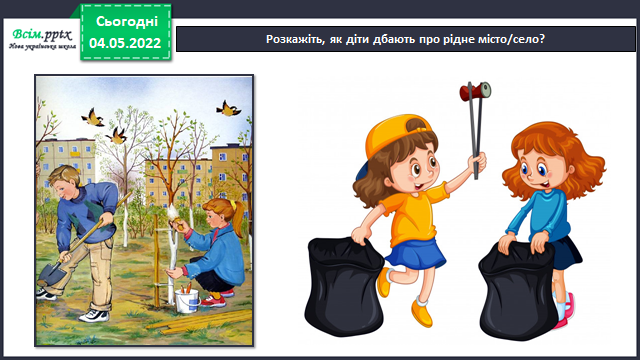 Всім.pptx
Нова українська школа
Сьогодні
04.05.2022
Розкажіть, як діти дбають про рідне місто/село?